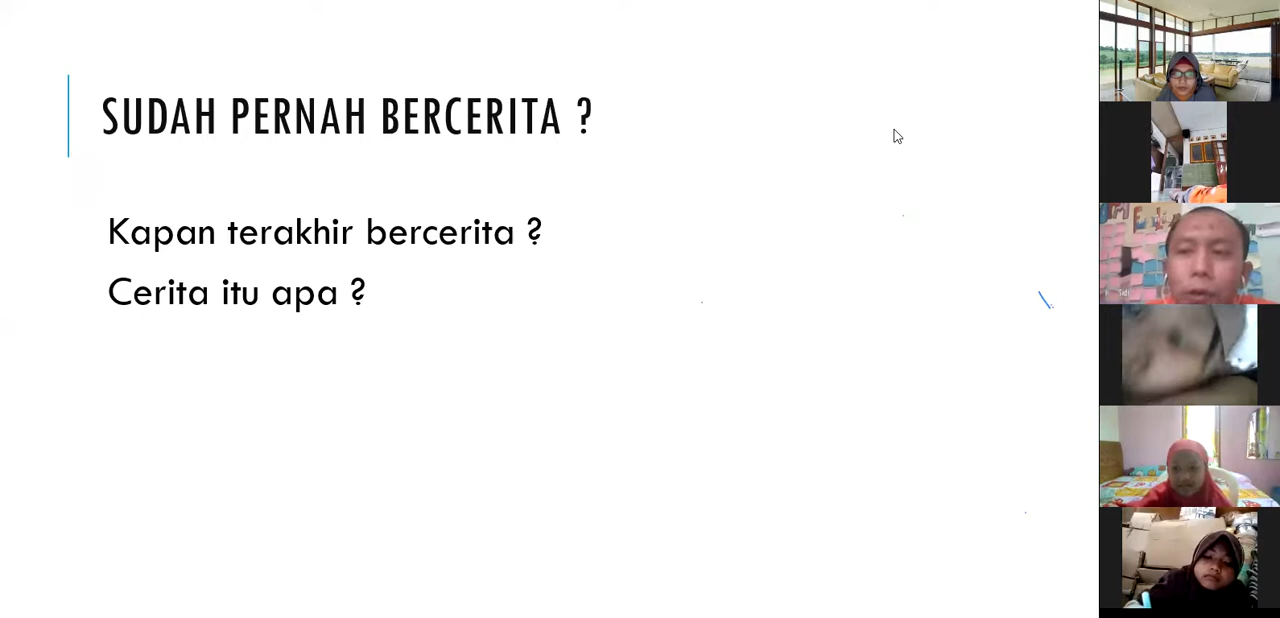 SUDAH PERNAH BERCERITA ?
Kapan terakhir bercerita ?
Cerita itu apa ?